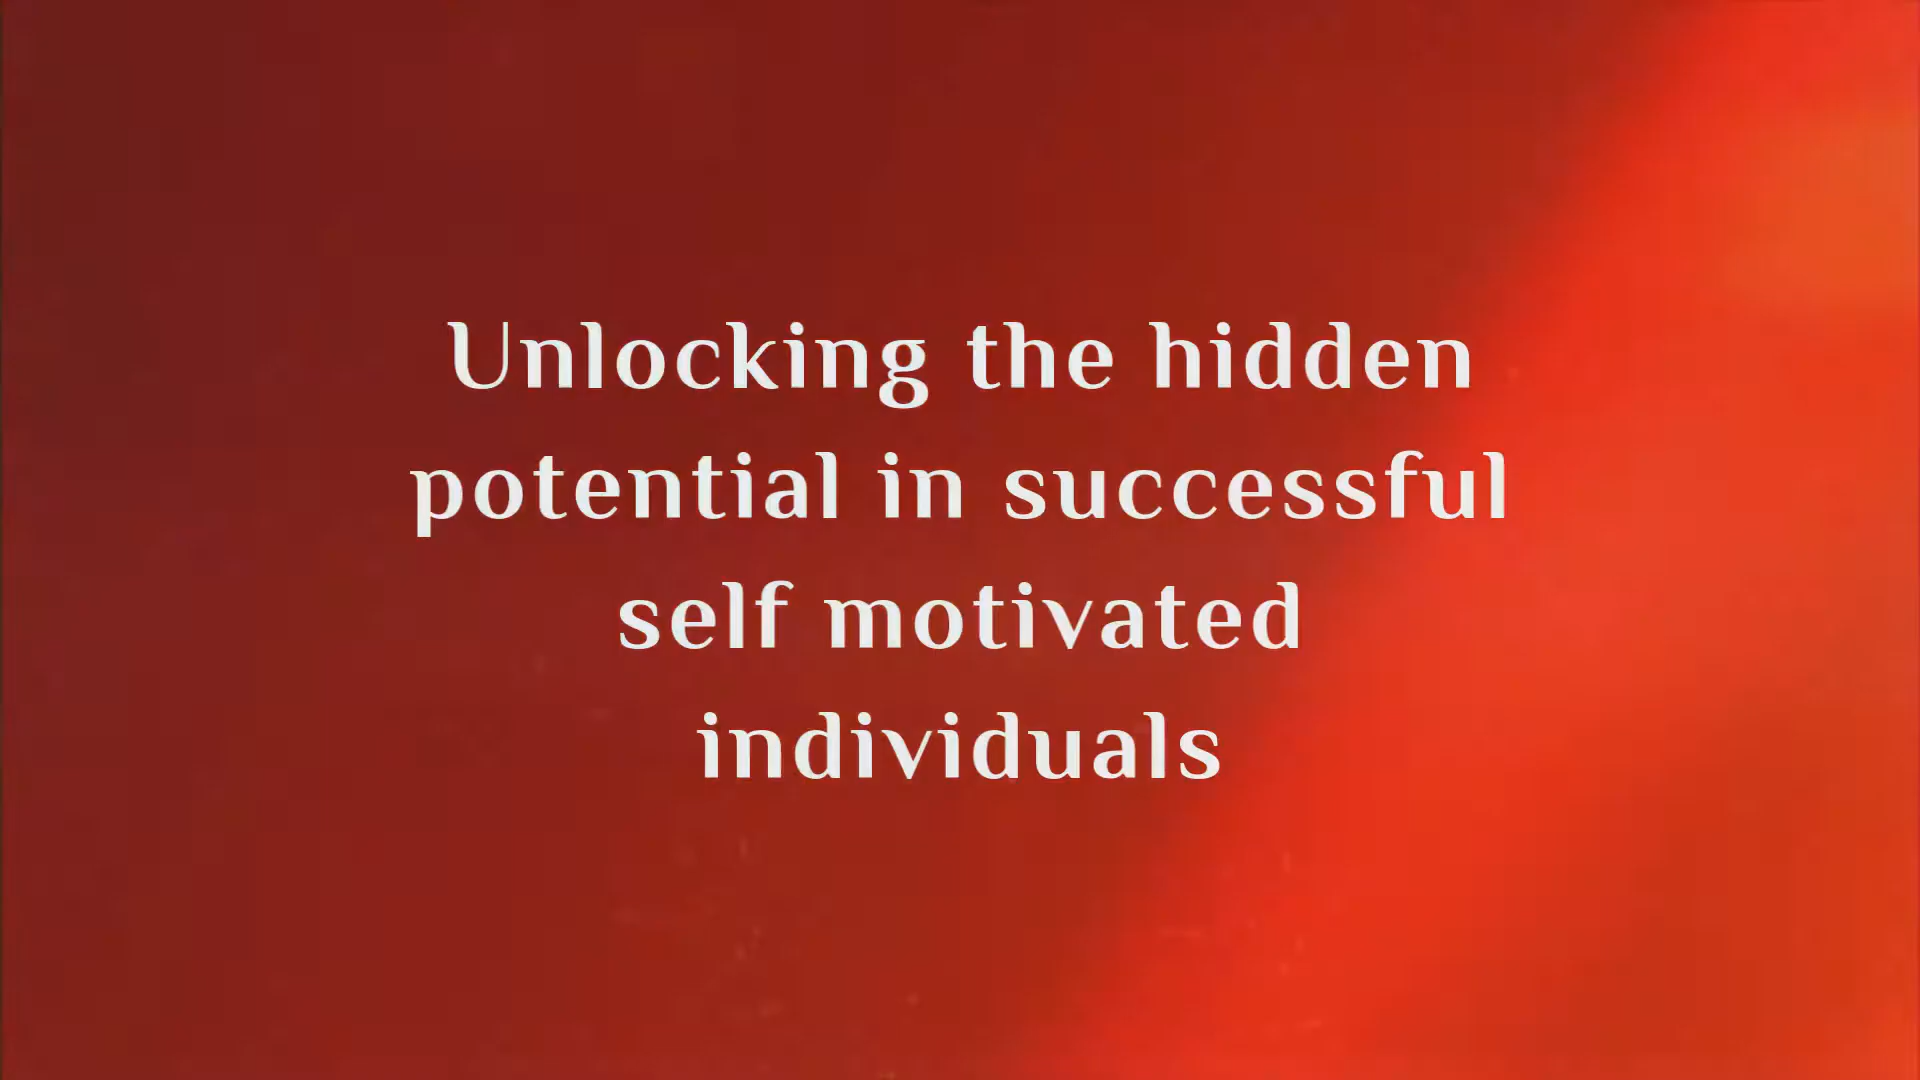 Unlocking the hidden
potential in successful
self motivated
individuals